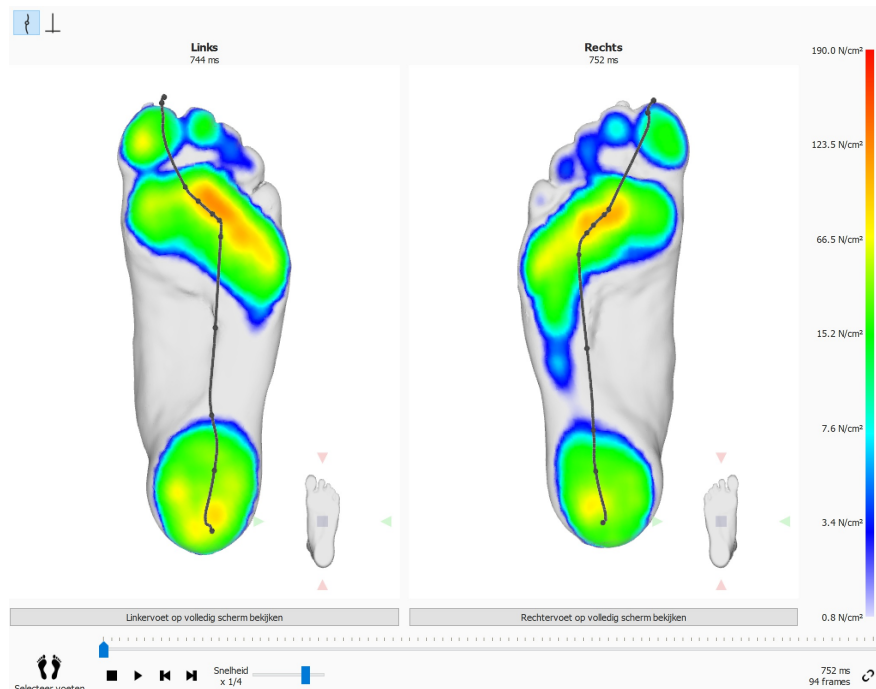 Links
744 ms
Rechts
752 ms
190.0 N/cm²
123.5 N/cm²
66.5 N/cm²
15.2 N/cm²
7.6 N/cm²
3.4 N/cm²
0.8 N/cm²
Linkervoet op volledig scherm bekijken
Rechtervoet op volledig scherm bekijken
Selecteer voeten
Snelheid
x 1/4
752 ms
94 frames